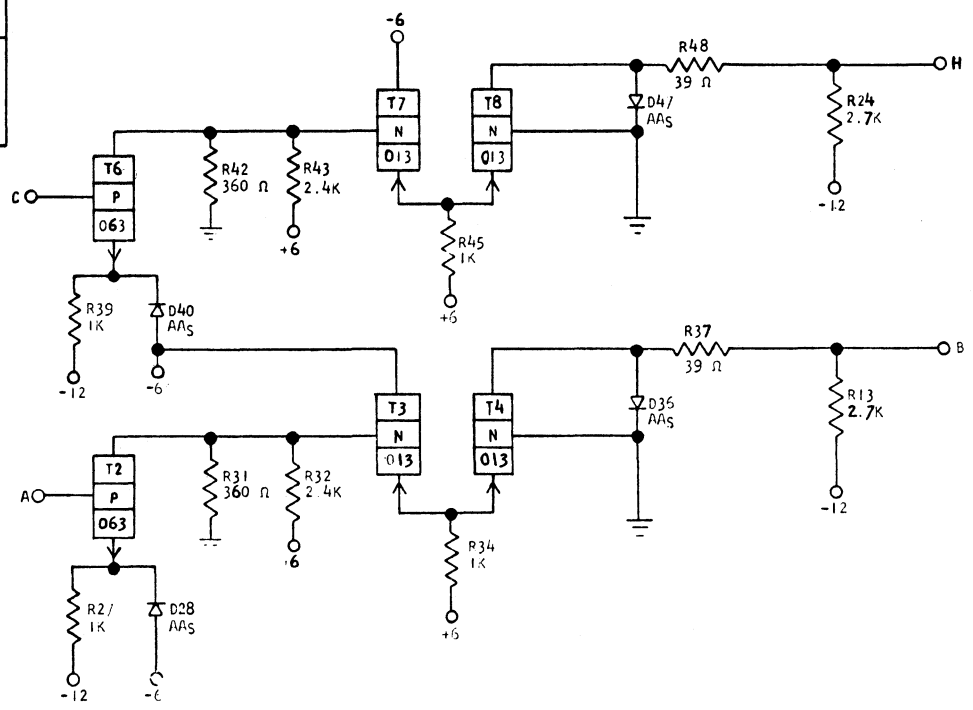 -6
T7
N
013
T8
N
013
R48
39 Ω
H
D47
AAS
R24
2.7K
-12
T6
P
063
C
R42
360 Ω
R43
2.4K
+6
R45
1K
+6
R39
1K
-12
D40
AAS
-6
T3
N
013
T4
N
013
R37
39 Ω
B
D35
AAS
R13
2.7K
-12
T2
P
063
A
R31
360 Ω
R32
2.4K
+6
R34
1K
+6
R27
1K
-12
D28
AAS
-6